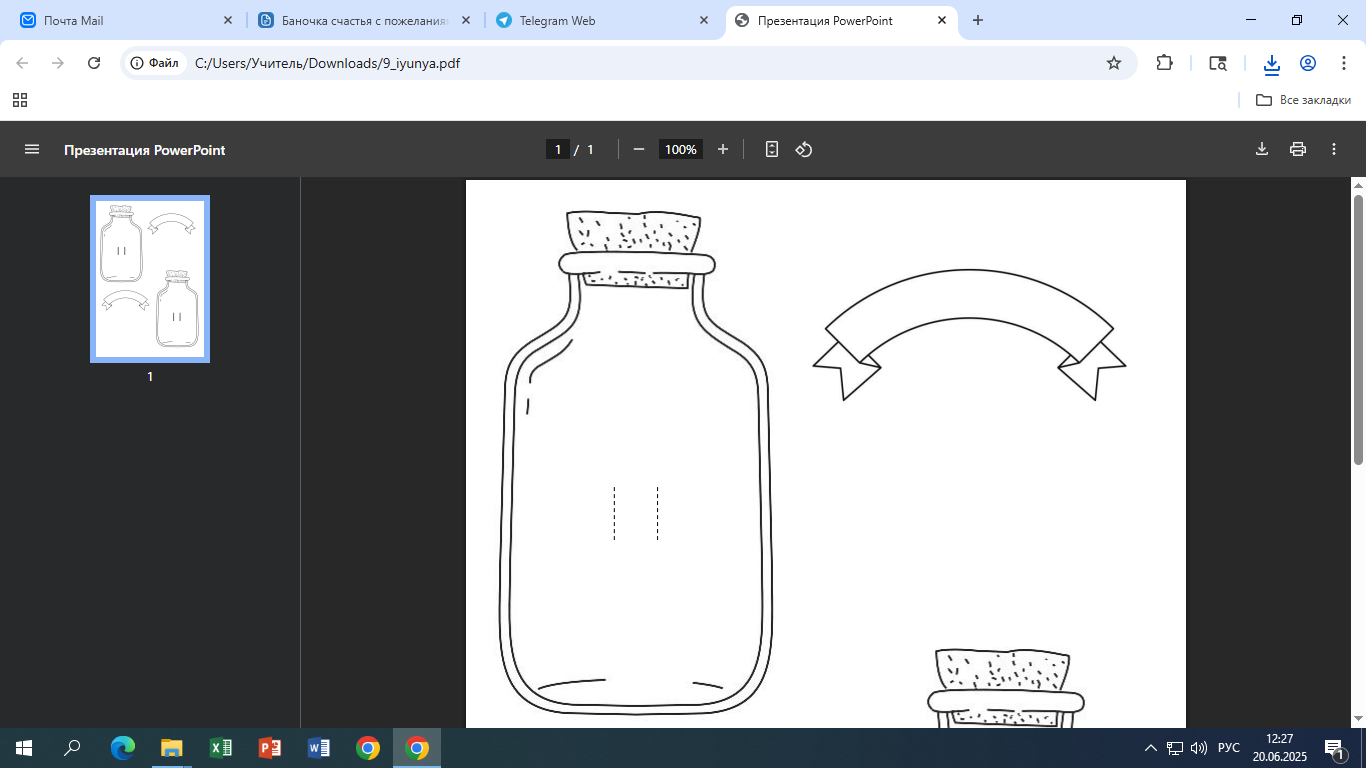 Почта Mail
Баночка счастья с пожелания
Telegram Web
Презентация PowerPoint
Файл
C:/Users/Учитель/Downloads/9_iyunya.pdf
Все закладки
Презентация PowerPoint
1 / 1
100%
1
РУС
12:27
20.06.2025
1